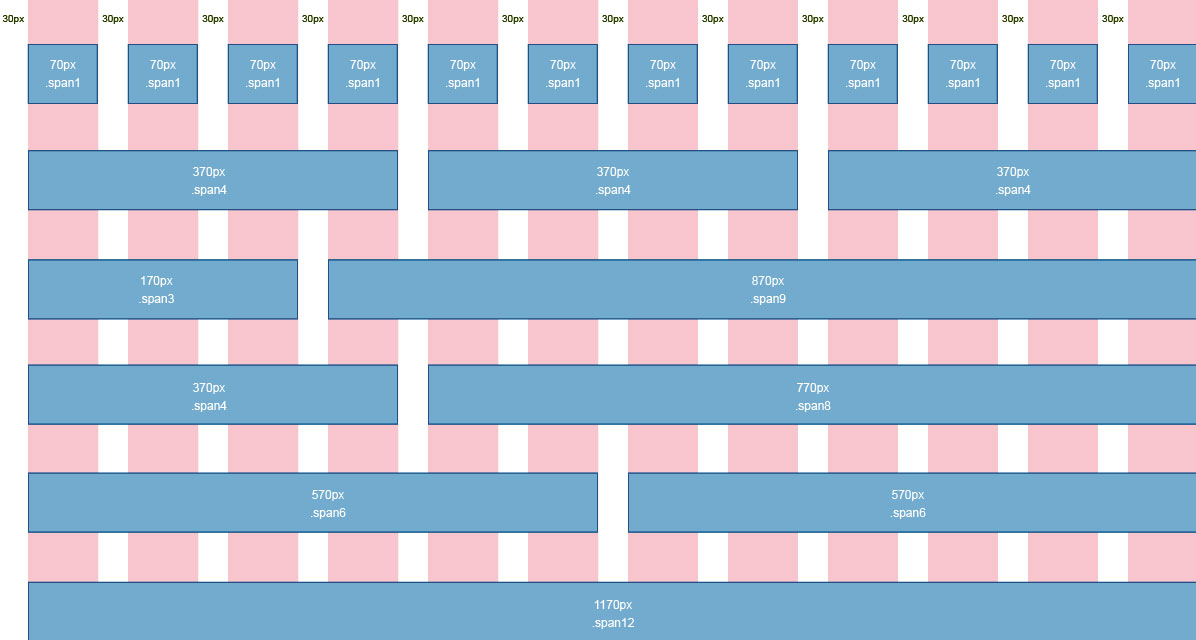 30px 30px 30px 30px 30px 30px 30px 30px 30px 30px 30px 30px
70px 70px 70px 70px 70px 70px 70px 70px 70px 70px 70px 70px
.span1 .span1 .span1 .span1 .span1 .span1 .span1 .span1 .span1 .span1 .span1 .span1
370px 370px 370px
.span4 .span4 .span4
170px 870px
.span3 .span9
370px 770px
.span4 .span8
570px 570px
.span6 .span6
1170px
.span12